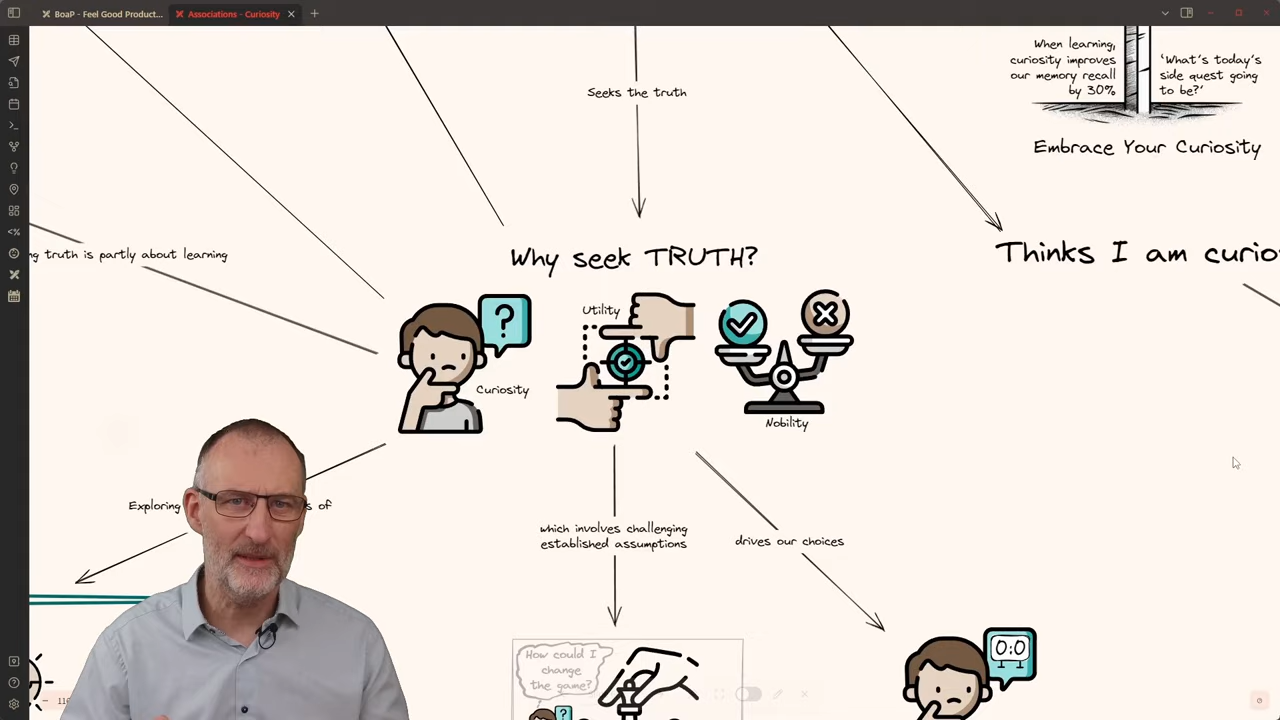 BoaP - Feel Good Product...
Associations - Curiosity
Seeks the truth
When learning,
curiosity improves
our memory recall
by 30%
'What's today's
side quest going
to be?'
Embrace Your Curiosity
Why seek TRUTH?
Thinks I am curio
ng truth is partly about learning
?
Utility
Curiosity
Nobility
Exploring
s of
which involves challenging
established assumptions
drives our choices
How could I
change
the game?
0:0
?